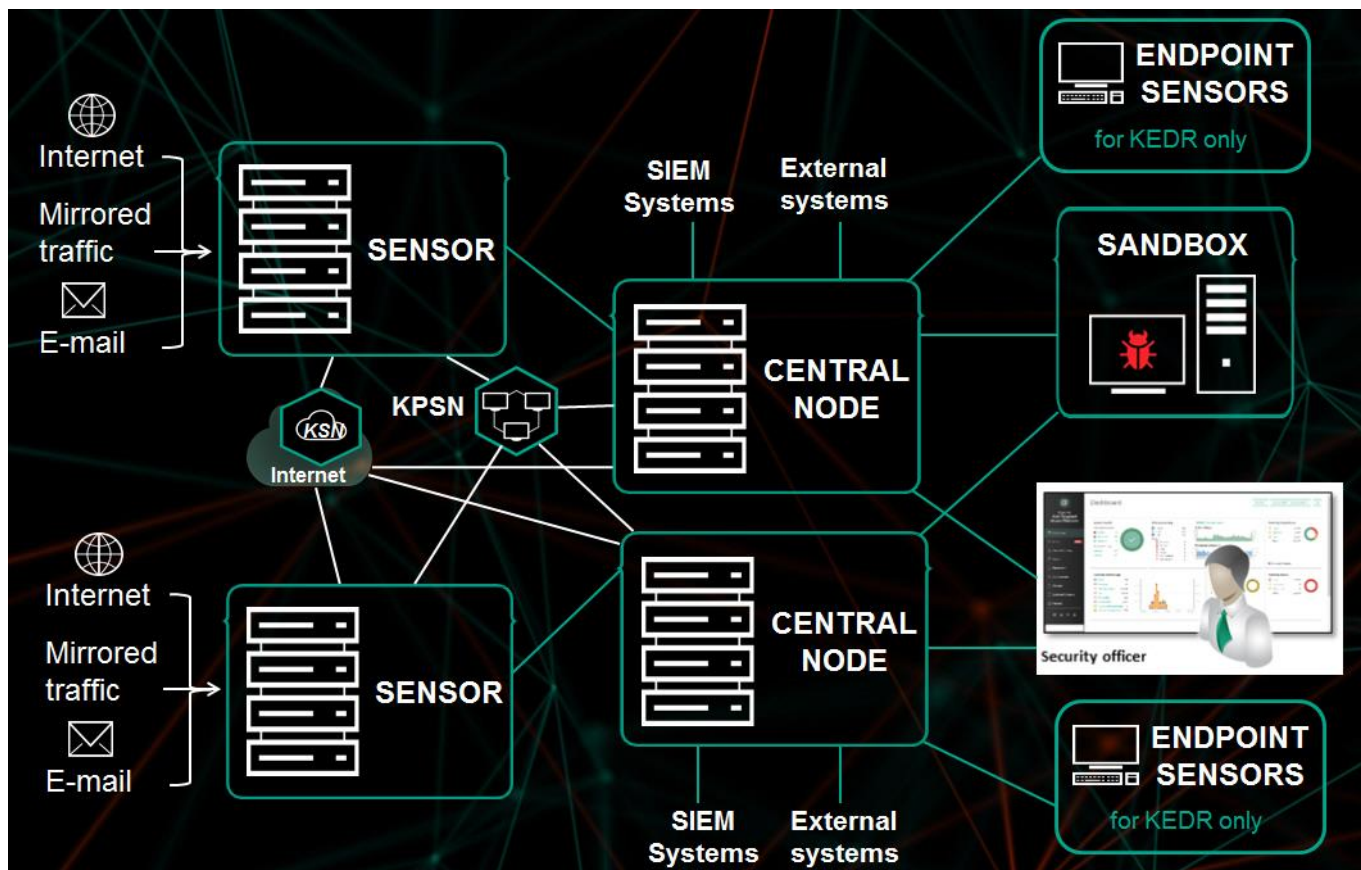 Internet
Mirrored
traffic
E-mail
SENSOR
SIEM
Systems
External
systems
ENDPOINT
SENSORS
for KEDR only
SANDBOX
CENTRAL
NODE
KPSN
KSN
Internet
Dashboard
Security officer
Internet
Mirrored
traffic
E-mail
SENSOR
CENTRAL
NODE
SIEM
Systems
External
systems
ENDPOINT
SENSORS
for KEDR only